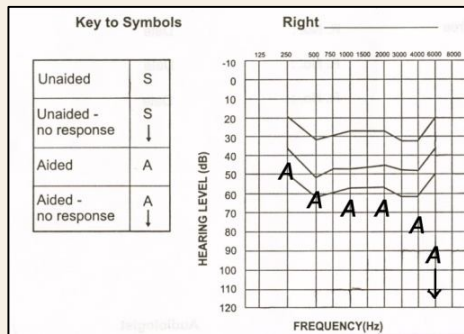 Key to Symbols
Unaided S
Unaided - no response S ↓
Aided A
Aided - no response A ↓
Right
125 250 500 750 1000 1500 2000 3000 4000 6000 8000
-10
0
10
20
30
40
50
60
70
80
90
100
110
120
HEARING LEVEL (dB)
A
A
A
A
A
A
FREQUENCY(Hz)